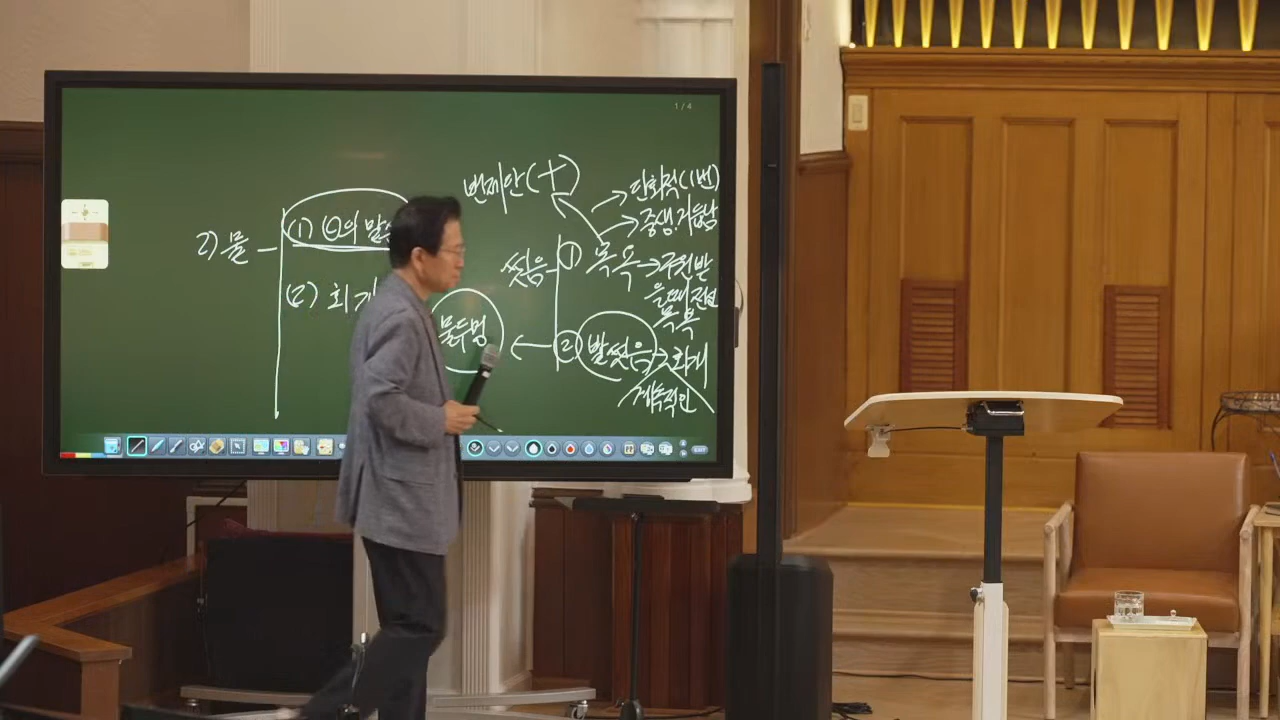 1/4
번제단(十)
단회적(1번)
중생.거듭남
2) 물
(1) 의 말
(2) 회개
씻음
① 목욕 → 구원받
을때 전신
목욕
물두멍
② 발씻음 → 회개
계속적인